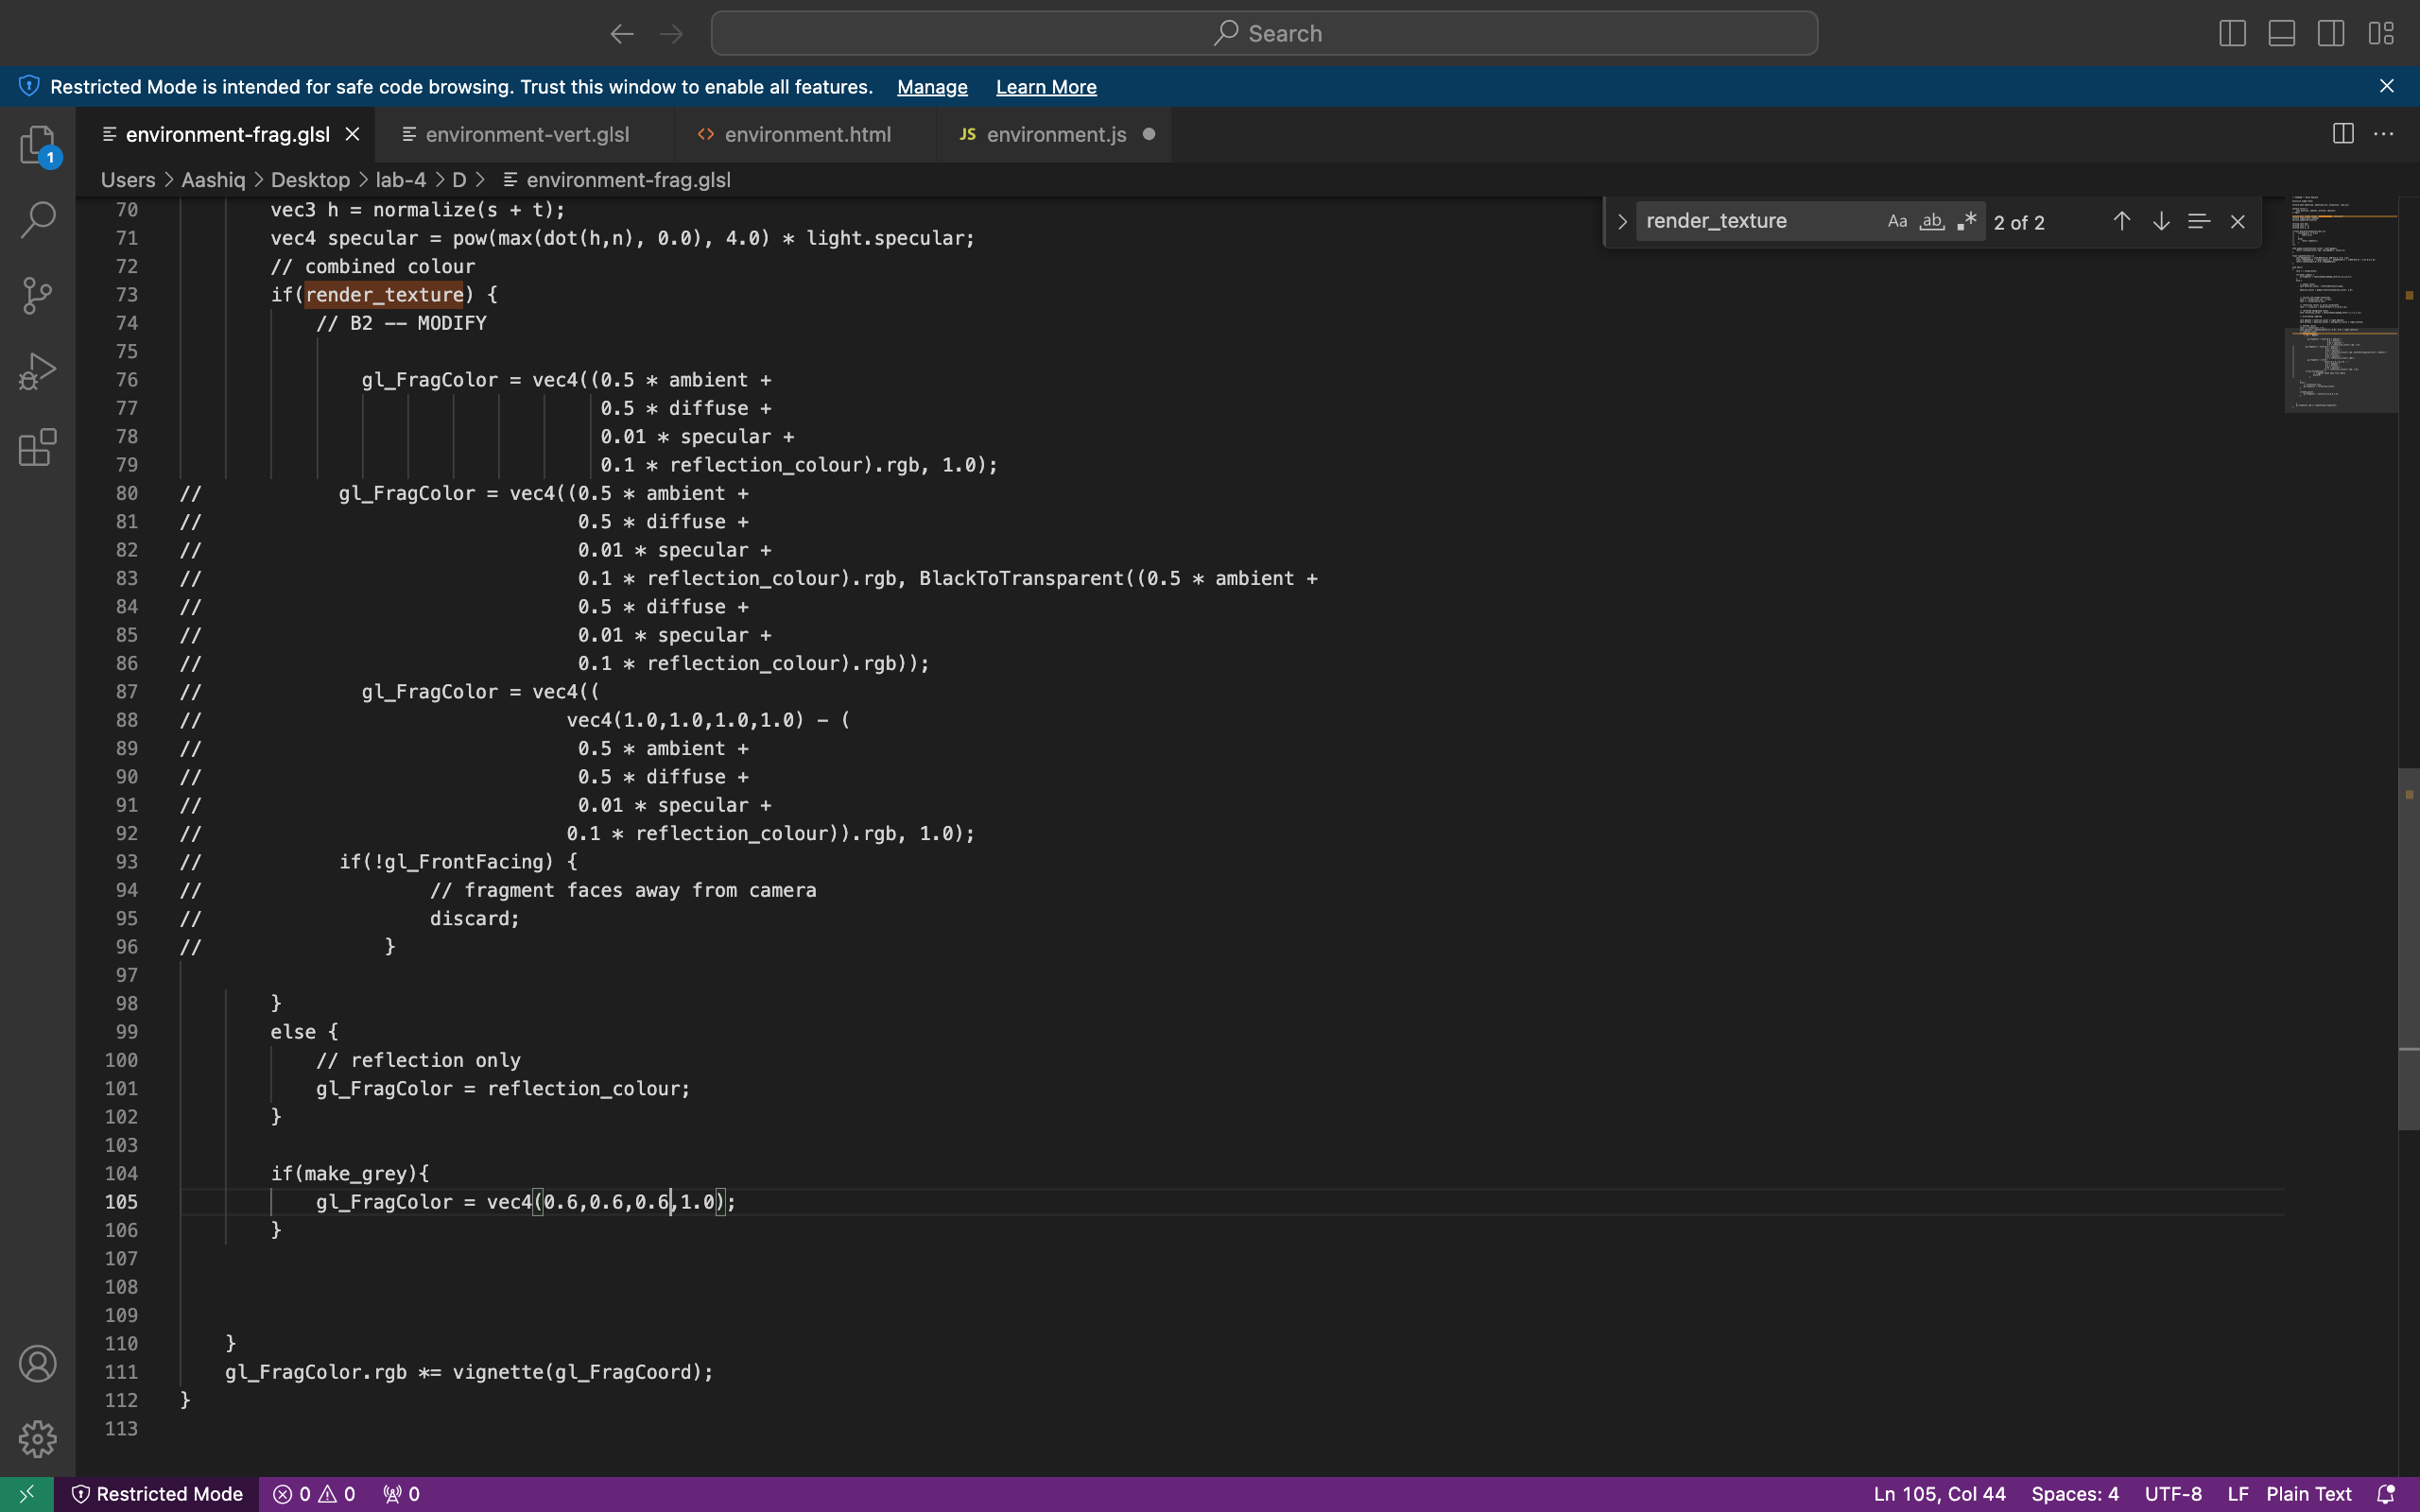 Search
Restricted Mode is intended for safe code browsing. Trust this window to enable all features. Manage Learn More
environment-frag.glsl environment-vert.glsl <> environment.html JS environment.js
1
Users > Aashiq > Desktop > lab-4 > D > environment-frag.glsl
render_texture Aa ab .* 2 of 2
70 vec3 h = normalize(s + t);
71 vec4 specular = pow(max(dot(h,n), 0.0), 4.0) * light.specular;
72 // combined colour
73 if(render_texture) {
74 // B2 -- MODIFY
75
76 gl_FragColor = vec4((0.5 * ambient +
77 0.5 * diffuse +
78 0.01 * specular +
79 0.1 * reflection_colour).rgb, 1.0);
80 // gl_FragColor = vec4((0.5 * ambient +
81 // 0.5 * diffuse +
82 // 0.01 * specular +
83 // 0.1 * reflection_colour).rgb, BlackToTransparent((0.5 * ambient +
84 // 0.5 * diffuse +
85 // 0.01 * specular +
86 // 0.1 * reflection_colour).rgb));
87 // gl_FragColor = vec4((
88 // vec4(1.0,1.0,1.0,1.0) - (
89 // 0.5 * ambient +
90 // 0.5 * diffuse +
91 // 0.01 * specular +
92 // 0.1 * reflection_colour)).rgb, 1.0);
93 // if(!gl_FrontFacing) {
94 // // fragment faces away from camera
95 // discard;
96 // }
97
98 }
99 else {
100 // reflection only
101 gl_FragColor = reflection_colour;
102 }
103
104 if(make_grey){
105 gl_FragColor = vec4(0.6,0.6,0.6,1.0);
106 }
107
108
109
110 }
111 gl_FragColor.rgb *= vignette(gl_FragCoord);
112 }
113
Restricted Mode 0 0 0 Ln 105, Col 44 Spaces: 4 UTF-8 LF Plain Text